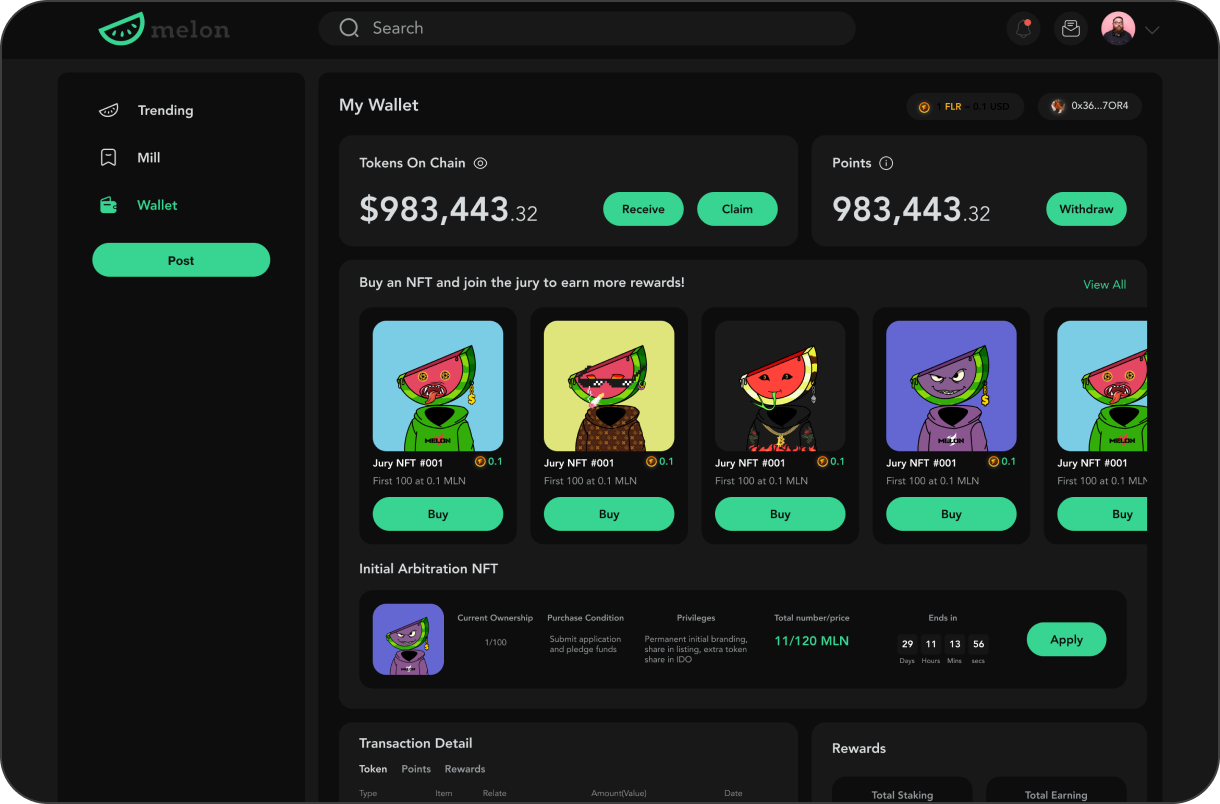 melon
Search
Trending
Mill
Wallet
Post
My Wallet
1 FLR ~ 0.1 USD
0x36...7OR4
Tokens On Chain
$983,443.32
Receive
Claim
Points
983,443.32
Withdraw
Buy an NFT and join the jury to earn more rewards!
View All
MELON
MELON
MELON
Jury NFT #001 0.1
Jury NFT #001 0.1
Jury NFT #001 0.1
Jury NFT #001 0.1
Jury NFT #001
First 100 at 0.1 MLN
First 100 at 0.1 MLN
First 100 at 0.1 MLN
First 100 at 0.1 MLN
First 100 at 0.1 MLN
Buy
Buy
Buy
Buy
Buy
Initial Arbitration NFT
Current Ownership
1/100
Purchase Condition
Submit application
and pledge funds
Privileges
Permanent initial branding,
share in listing, extra token
share in IDO
Total number/price
11/120 MLN
Ends in
29 11 13 56
Days Hours Mins secs
Apply
Transaction Detail
Token Points Rewards
Type Item Relate Amount(Value) Date
Rewards
Total Staking
Total Earning